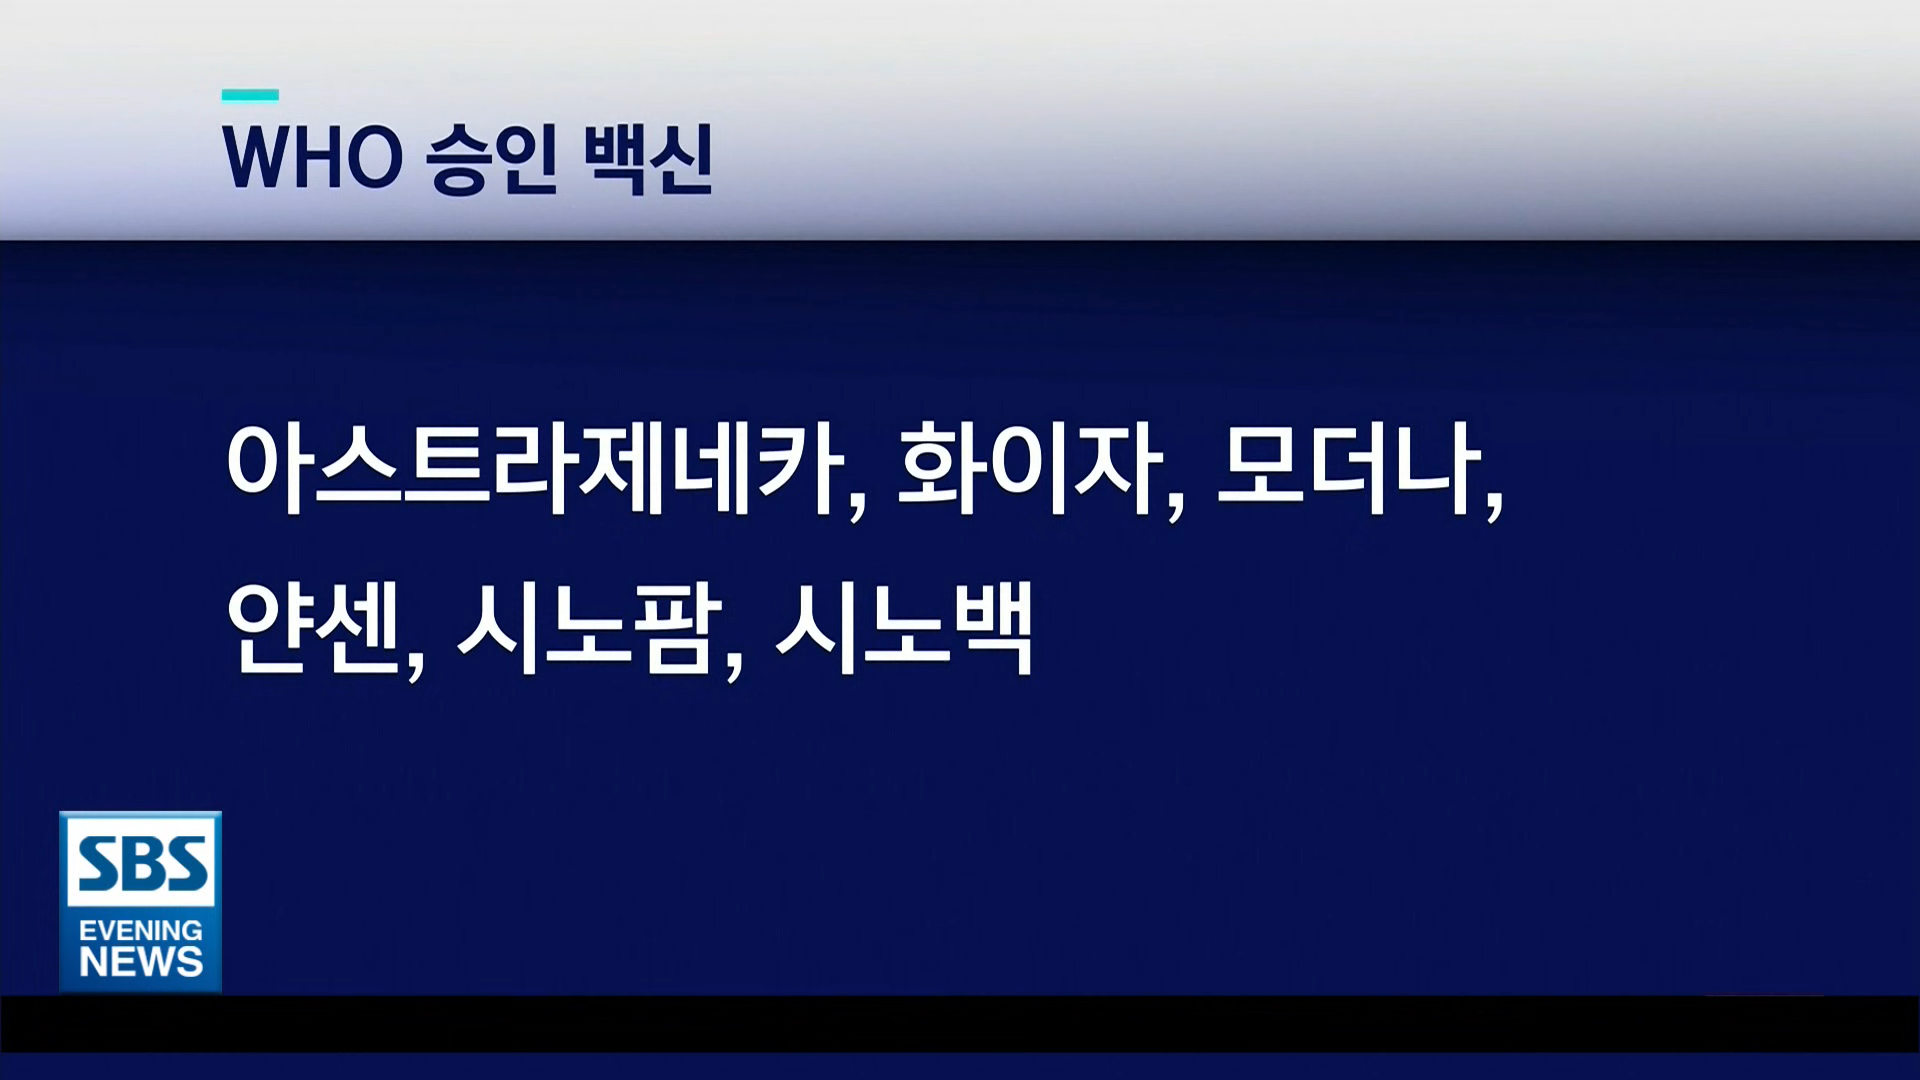 WHO 승인 백신
아스트라제네카, 화이자, 모더나,
얀센, 시노팜, 시노백
SBS
EVENING
NEWS